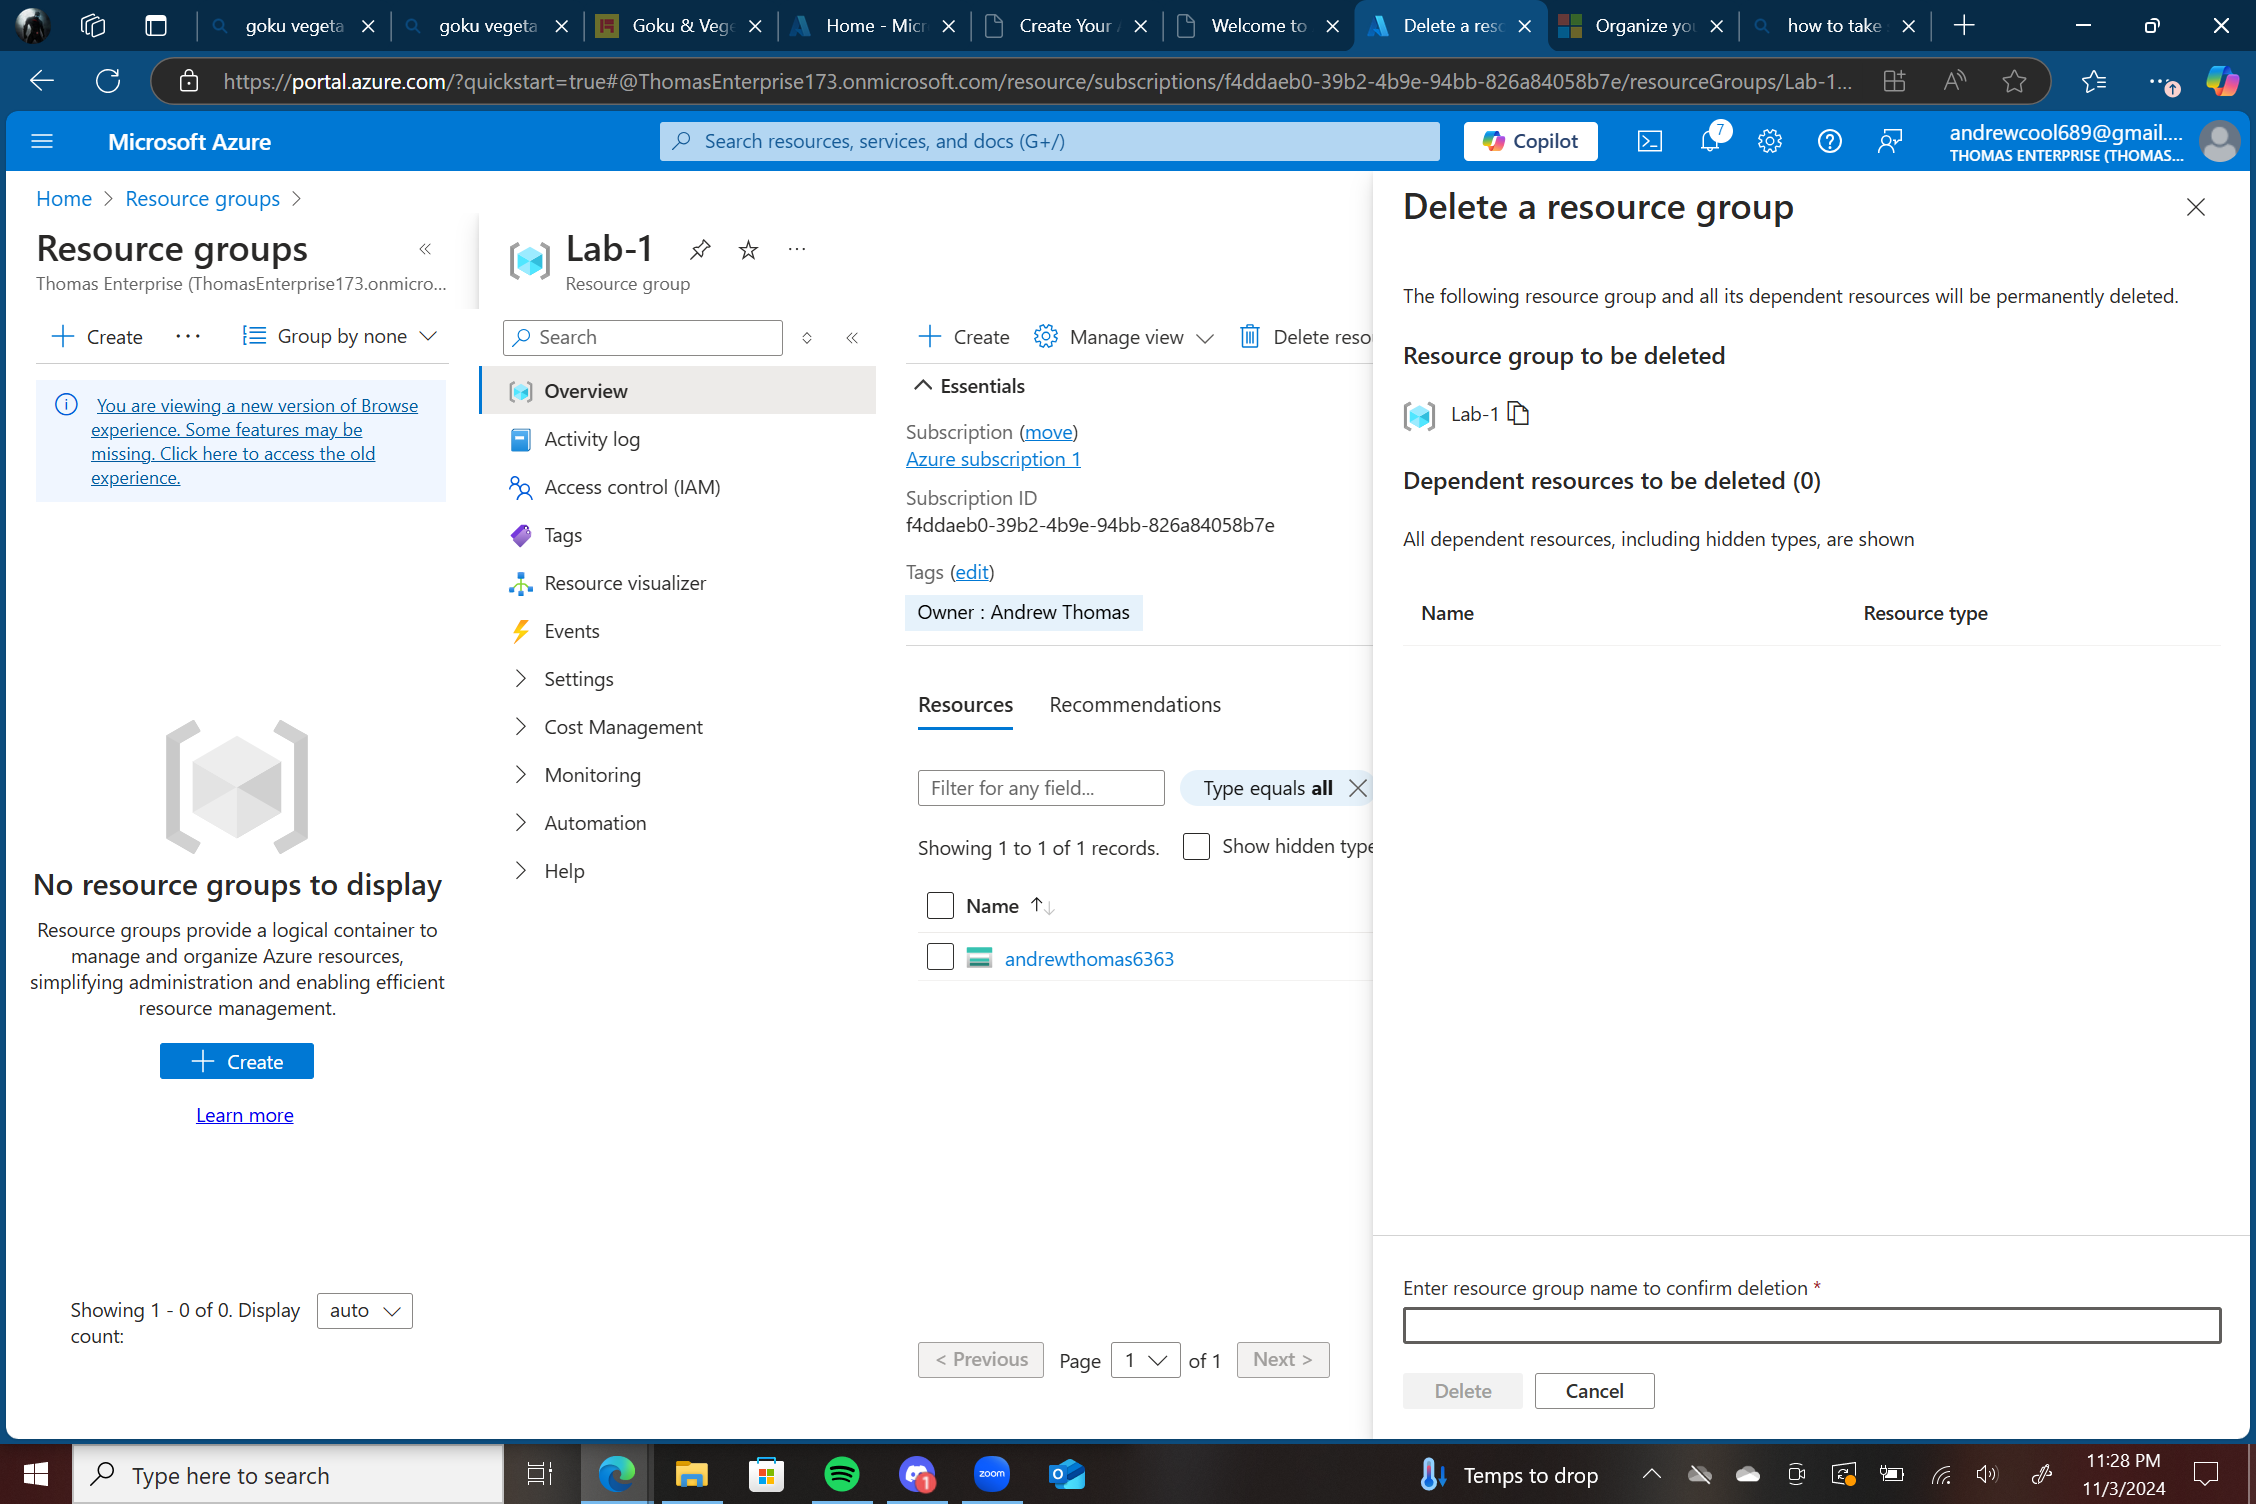 goku vegeta
goku vegeta
Goku & Vege
Home - Micr
Create Your A
Welcome to
Delete a reso
Organize you
how to take s
https://portal.azure.com/?quickstart=true#@ThomasEnterprise173.onmicrosoft.com/resource/subscriptions/f4ddaeb0-39b2-4b9e-94bb-826a84058b7e/resourceGroups/Lab-1...
Microsoft Azure
Search resources, services, and docs (G+/)
Copilot
7
andrewcool689@gmail....
THOMAS ENTERPRISE (THOMAS...
Home > Resource groups >
Resource groups
Thomas Enterprise (ThomasEnterprise173.onmicro...
+ Create
Group by none
You are viewing a new version of Browse
experience. Some features may be
missing. Click here to access the old
experience.
No resource groups to display
Resource groups provide a logical container to
manage and organize Azure resources,
simplifying administration and enabling efficient
resource management.
+ Create
Learn more
Showing 1 - 0 of 0. Display
count:
auto
Lab-1
Resource group
Search
Overview
Activity log
Access control (IAM)
Tags
Resource visualizer
Events
Settings
Cost Management
Monitoring
Automation
Help
+ Create
Manage view
Delete reso
Essentials
Subscription (move)
Azure subscription 1
Subscription ID
f4ddaeb0-39b2-4b9e-94bb-826a84058b7e
Tags (edit)
Owner : Andrew Thomas
Resources
Recommendations
Filter for any field...
Type equals all
Showing 1 to 1 of 1 records.
Show hidden type
Name
andrewthomas6363
< Previous
Page
1
of 1
Next >
Delete a resource group
The following resource group and all its dependent resources will be permanently deleted.
Resource group to be deleted
Lab-1
Dependent resources to be deleted (0)
All dependent resources, including hidden types, are shown
Name
Resource type
Enter resource group name to confirm deletion *
Delete
Cancel
Type here to search
1
zoom
Temps to drop
11:28 PM
11/3/2024